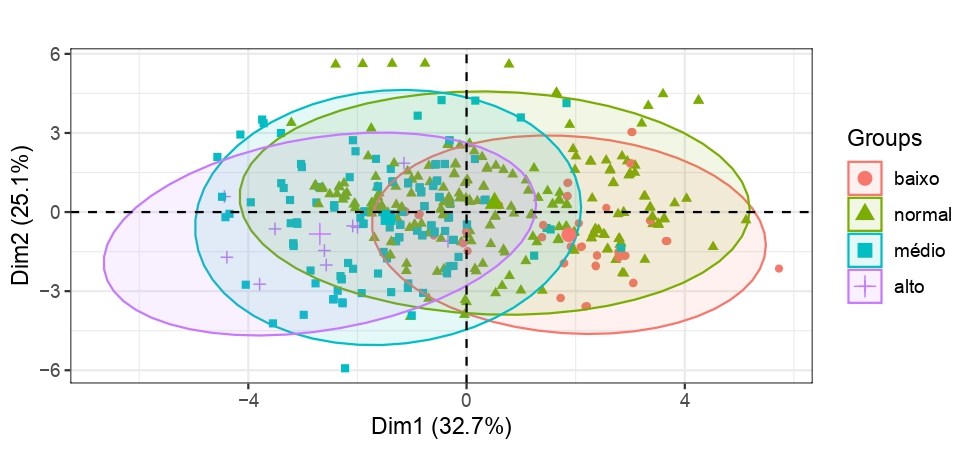 6
3
0
−3
−6
−4
0
4
Dim1 (32.7%)
Dim2 (25.1%)
Groups
baixo
normal
médio
alto